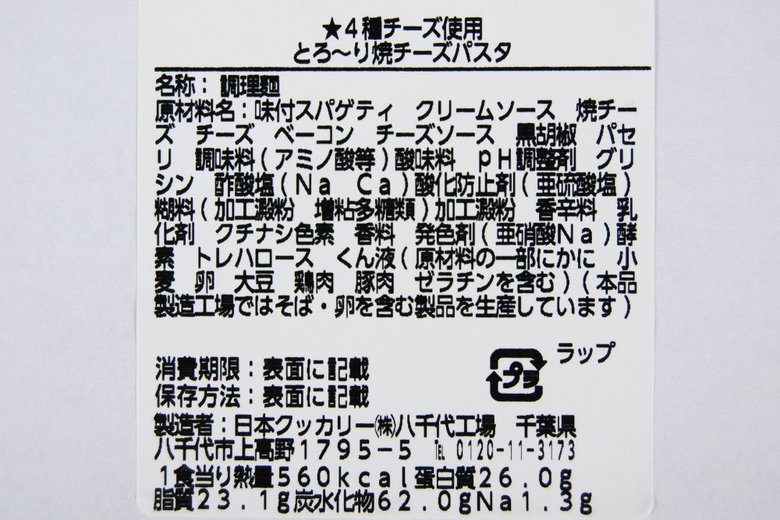 ★４種チーズ使用
とろ～り焼チーズパスタ
名称：調理麺
原材料名：味付スパゲティ　クリームソース　焼チー
ズ　チーズ　ベーコン　チーズソース　黒胡椒　パセ
リ　調味料（アミノ酸等）酸味料　ｐＨ調整剤　グリ
シン　酢酸塩（Ｎａ　Ｃａ）酸化防止剤（亜硫酸塩）
糊料（加工澱粉　増粘多糖類）加工澱粉　香辛料　乳
化剤　クチナシ色素　香料　発色剤（亜硝酸Ｎａ）酵
素　トレハロース　くん液（原材料の一部にかに　小
麦　卵　大豆　鶏肉　豚肉　ゼラチンを含む）（本品
製造工場ではそば・卵を含む製品を生産しています）
消費期限：表面に記載
保存方法：表面に記載
プラ
ラップ
製造者：日本クッカリー㈱八千代工場　千葉県
八千代市上高野１７９５－５　℡ 0120-11-3173
１食当り熱量５６０ｋｃａｌ蛋白質２６．０ｇ
脂質２３．１ｇ炭水化物６２．０ｇＮａ１．３ｇ